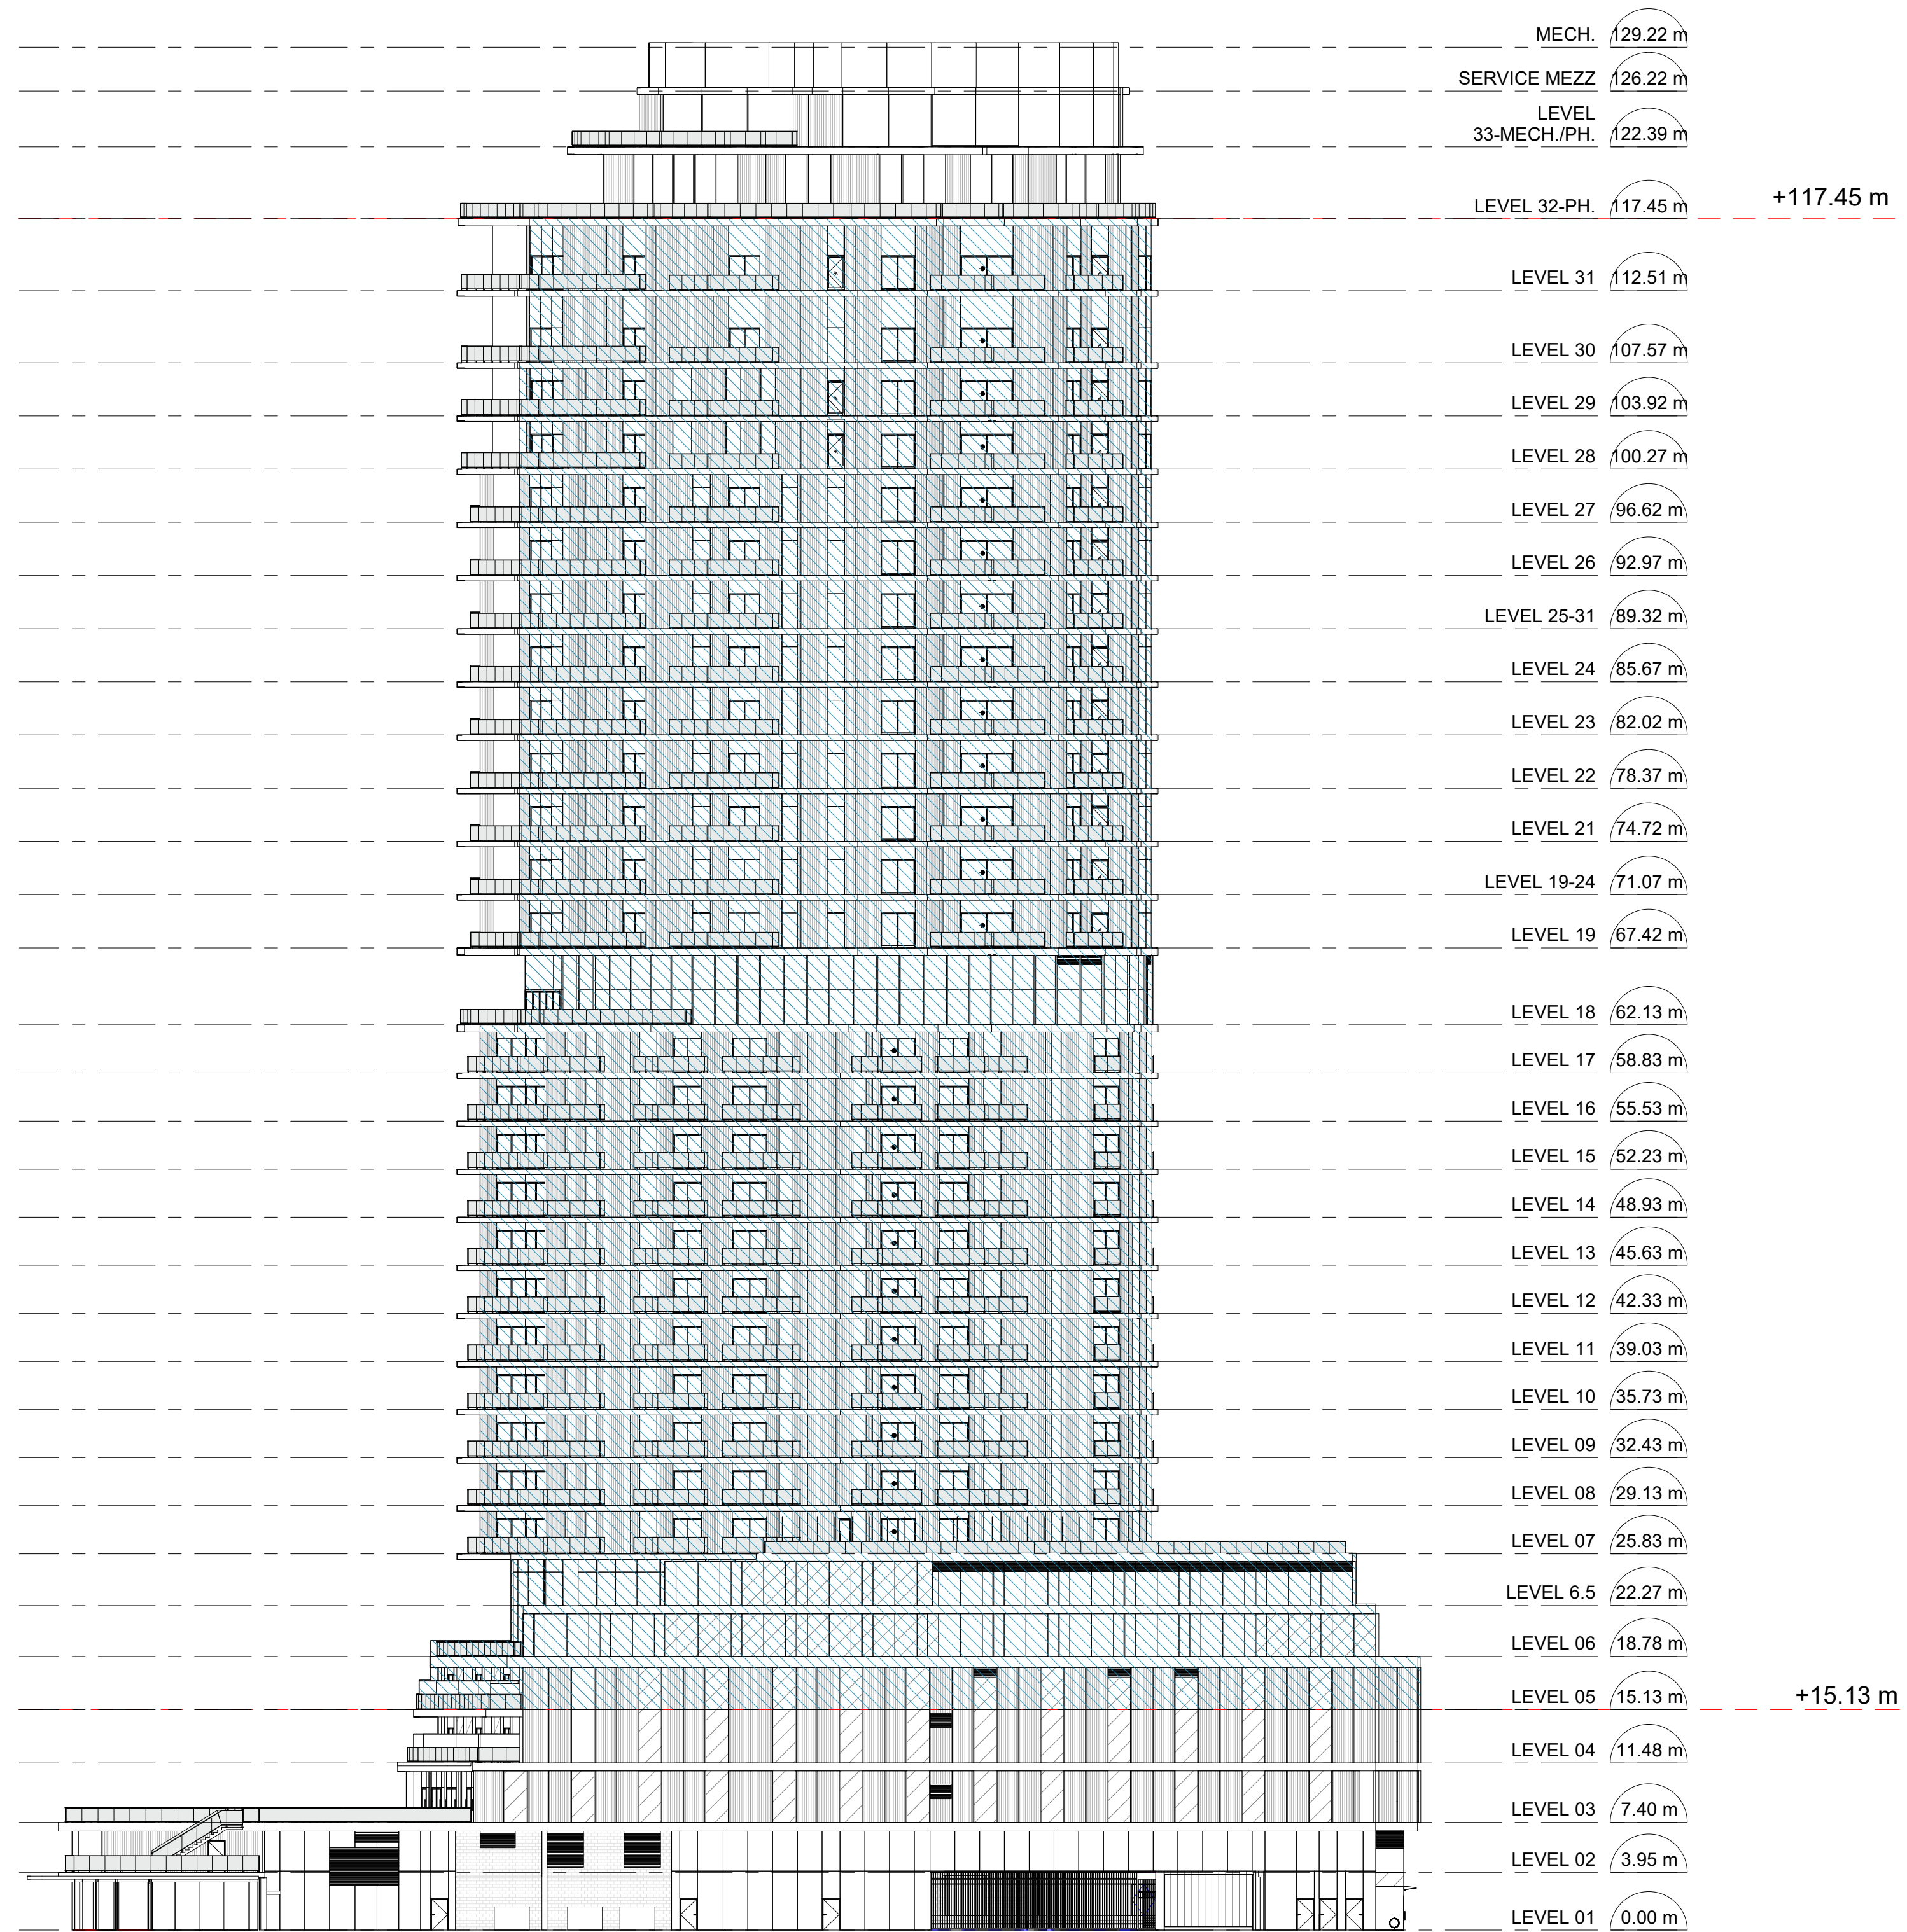 MECH. 129.22 m
SERVICE MEZZ 126.22 m
LEVEL
33-MECH./PH. 122.39 m
+117.45 m
LEVEL 32-PH. 117.45 m
LEVEL 31 112.51 m
LEVEL 30 107.57 m
LEVEL 29 103.92 m
LEVEL 28 100.27 m
LEVEL 27 96.62 m
LEVEL 26 92.97 m
LEVEL 25-31 89.32 m
LEVEL 24 85.67 m
LEVEL 23 82.02 m
LEVEL 22 78.37 m
LEVEL 21 74.72 m
LEVEL 19-24 71.07 m
LEVEL 19 67.42 m
LEVEL 18 62.13 m
LEVEL 17 58.83 m
LEVEL 16 55.53 m
LEVEL 15 52.23 m
LEVEL 14 48.93 m
LEVEL 13 45.63 m
LEVEL 12 42.33 m
LEVEL 11 39.03 m
LEVEL 10 35.73 m
LEVEL 09 32.43 m
LEVEL 08 29.13 m
LEVEL 07 25.83 m
LEVEL 6.5 22.27 m
LEVEL 06 18.78 m
LEVEL 05 15.13 m +15.13 m
LEVEL 04 11.48 m
LEVEL 03 7.40 m
LEVEL 02 3.95 m
LEVEL 01 0.00 m